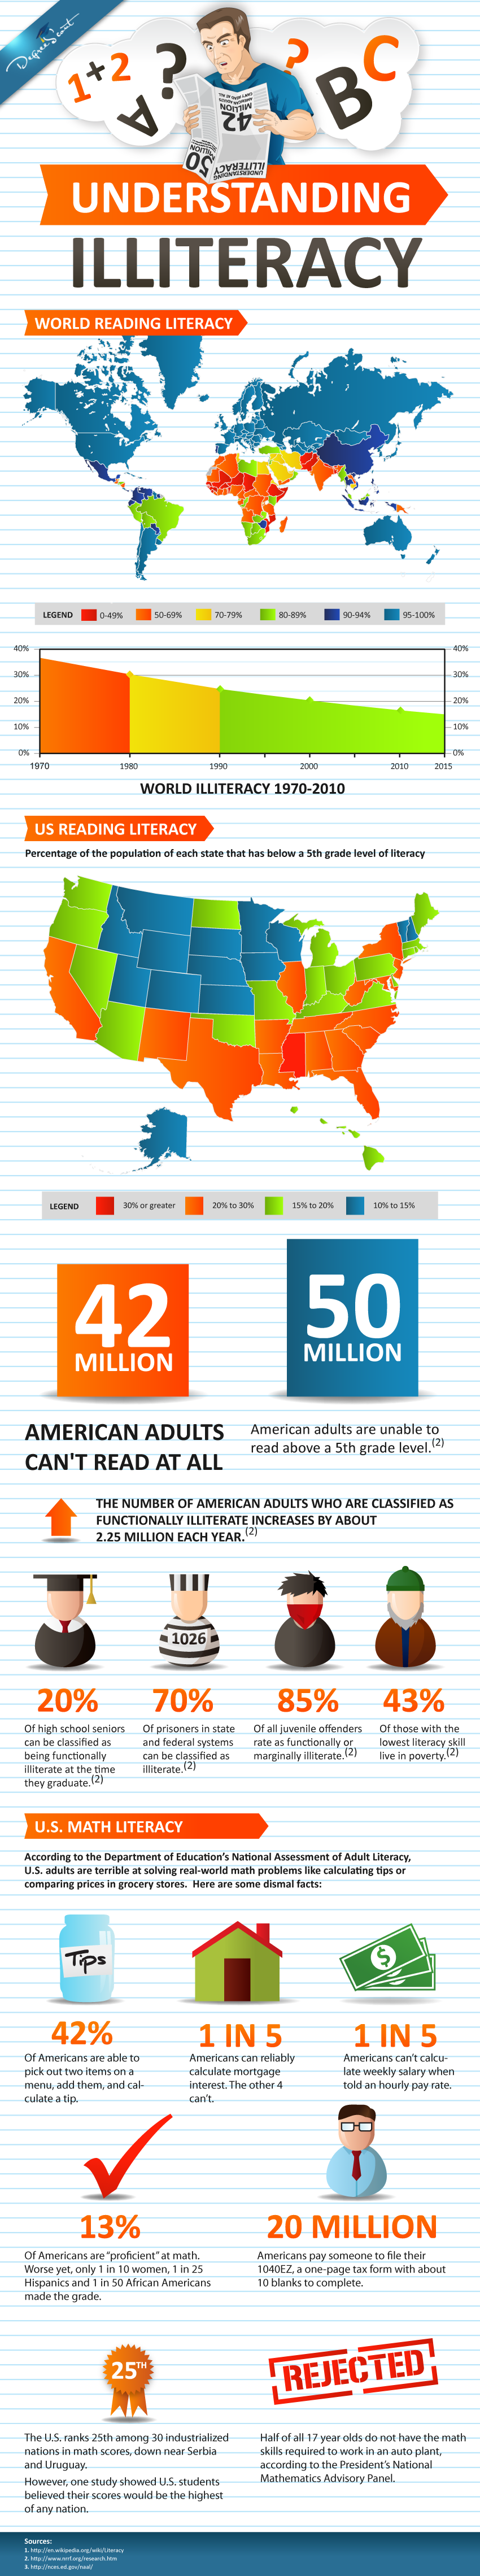 Degree Scout
1+2
?
A
?
B
C
42
MILLION
50
MILLION
UNDERSTANDING
ILLITERACY
UNDERSTANDING
ILLITERACY
WORLD READING LITERACY
LEGEND 0-49% 50-69% 70-79% 80-89% 90-94% 95-100%
40% 40%
30% 30%
20% 20%
10% 10%
0% 0%
1970 1980 1990 2000 2010 2015
WORLD ILLITERACY 1970-2010
US READING LITERACY
Percentage of the population of each state that has below a 5th grade level of literacy
LEGEND 30% or greater 20% to 30% 15% to 20% 10% to 15%
42
MILLION
50
MILLION
AMERICAN ADULTS
CAN'T READ AT ALL
American adults are unable to
read above a 5th grade level.(2)
THE NUMBER OF AMERICAN ADULTS WHO ARE CLASSIFIED AS
FUNCTIONALLY ILLITERATE INCREASES BY ABOUT
2.25 MILLION EACH YEAR.(2)
1026
20%
Of high school seniors
can be classified as
being functionally
illiterate at the time
they graduate.(2)
70%
Of prisoners in state
and federal systems
can be classified as
illiterate.(2)
85%
Of all juvenile offenders
rate as functionally or
marginally illiterate.(2)
43%
Of those with the
lowest literacy skill
live in poverty.(2)
U.S. MATH LITERACY
According to the Department of Education's National Assessment of Adult Literacy,
U.S. adults are terrible at solving real-world math problems like calculating tips or
comparing prices in grocery stores. Here are some dismal facts:
Tips
$
42%
Of Americans are able to
pick out two items on a
menu, add them, and cal-
culate a tip.
1 IN 5
Americans can reliably
calculate mortgage
interest. The other 4
can't.
1 IN 5
Americans can't calcu-
late weekly salary when
told an hourly pay rate.
13%
Of Americans are "proficient" at math.
Worse yet, only 1 in 10 women, 1 in 25
Hispanics and 1 in 50 African Americans
made the grade.
20 MILLION
Americans pay someone to file their
1040EZ, a one-page tax form with about
10 blanks to complete.
25TH
The U.S. ranks 25th among 30 industrialized
nations in math scores, down near Serbia
and Uruguay.
However, one study showed U.S. students
believed their scores would be the highest
of any nation.
REJECTED
Half of all 17 year olds do not have the math
skills required to work in an auto plant,
according to the President's National
Mathematics Advisory Panel.
Sources:
1. http://en.wikipedia.org/wiki/Literacy
2. http://www.nrrf.org/research.htm
3. http://nces.ed.gov/naal/